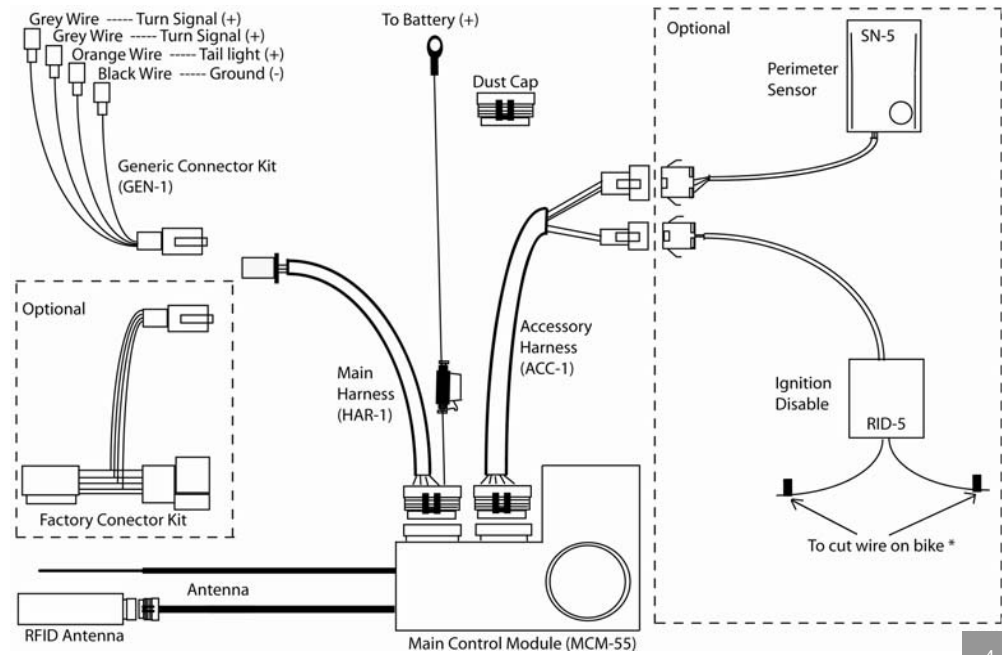 Grey Wire ----- Turn Signal (+)
Grey Wire ----- Turn Signal (+)
Orange Wire ----- Tail light (+)
Black Wire ----- Ground (-)
Generic Connector Kit
(GEN-1)
To Battery (+)
Dust Cap
Optional
SN-5
Perimeter
Sensor
Optional
Factory Conector Kit
Main
Harness
(HAR-1)
Accessory
Harness
(ACC-1)
Ignition
Disable
RID-5
To cut wire on bike *
Antenna
RFID Antenna
Main Control Module (MCM-55)
4